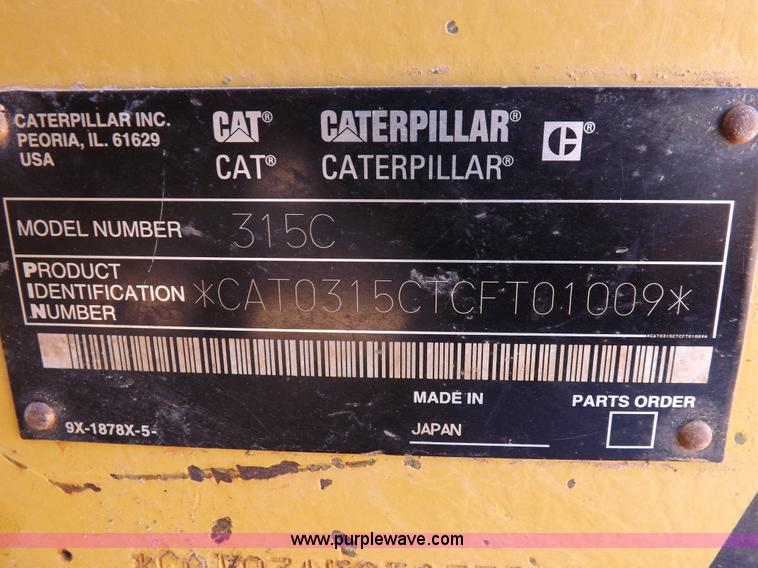 CATERPILLAR INC.
PEORIA, IL. 61629
USA
CAT® CATERPILLAR® C®
CAT® CATERPILLAR®
MODEL NUMBER 315C
PRODUCT
IDENTIFICATION
NUMBER
*CAT0315CTCFT01009*
*CAT0315CTCFT01009*
MADE IN
JAPAN
PARTS ORDER
9X-1878X-5-
www.purplewave.com